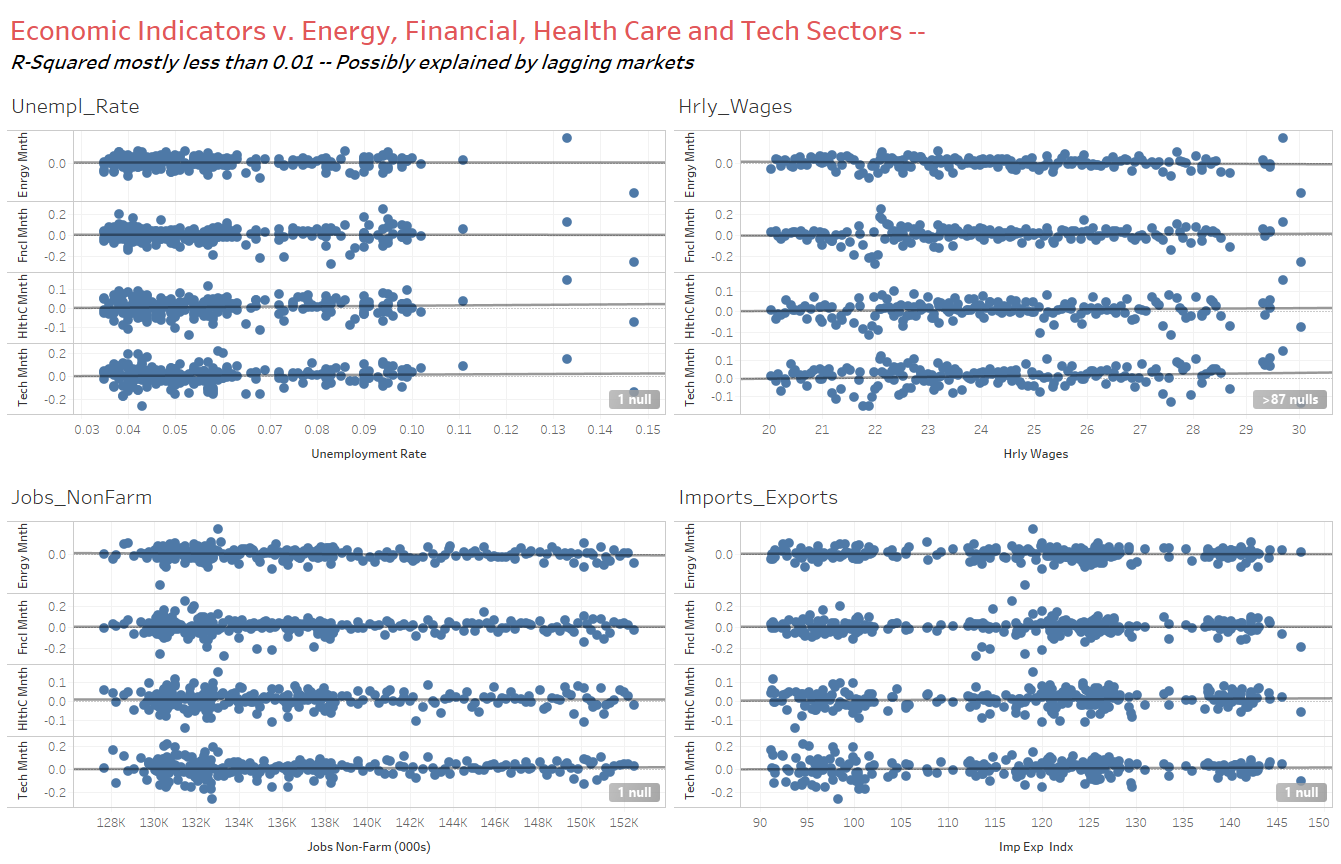 Economic Indicators v. Energy, Financial, Health Care and Tech Sectors --
R-Squared mostly less than 0.01 -- Possibly explained by lagging markets
Unempl_Rate
Enrgy Mnth
0.0
Fncl Mnth
0.2
0.0
-0.2
HlthC Mnth
0.1
0.0
-0.1
Tech Mnth
0.2
0.0
-0.2
1 null
0.03 0.04 0.05 0.06 0.07 0.08 0.09 0.10 0.11 0.12 0.13 0.14 0.15
Unemployment Rate
Hrly_Wages
Enrgy Mnth
0.0
Fncl Mnth
0.2
0.0
-0.2
HlthC Mnth
0.1
0.0
-0.1
Tech Mnth
0.1
0.0
-0.1
>87 nulls
20 21 22 23 24 25 26 27 28 29 30
Hrly Wages
Jobs_NonFarm
Enrgy Mnth
0.0
Fncl Mnth
0.2
0.0
-0.2
HlthC Mnth
0.1
0.0
-0.1
Tech Mnth
0.2
0.0
-0.2
1 null
128K 130K 132K 134K 136K 138K 140K 142K 144K 146K 148K 150K 152K
Jobs Non-Farm (000s)
Imports_Exports
Enrgy Mnth
0.0
Fncl Mnth
0.2
0.0
-0.2
HlthC Mnth
0.1
0.0
-0.1
Tech Mnth
0.2
0.0
-0.2
1 null
90 95 100 105 110 115 120 125 130 135 140 145 150
Imp Exp Indx